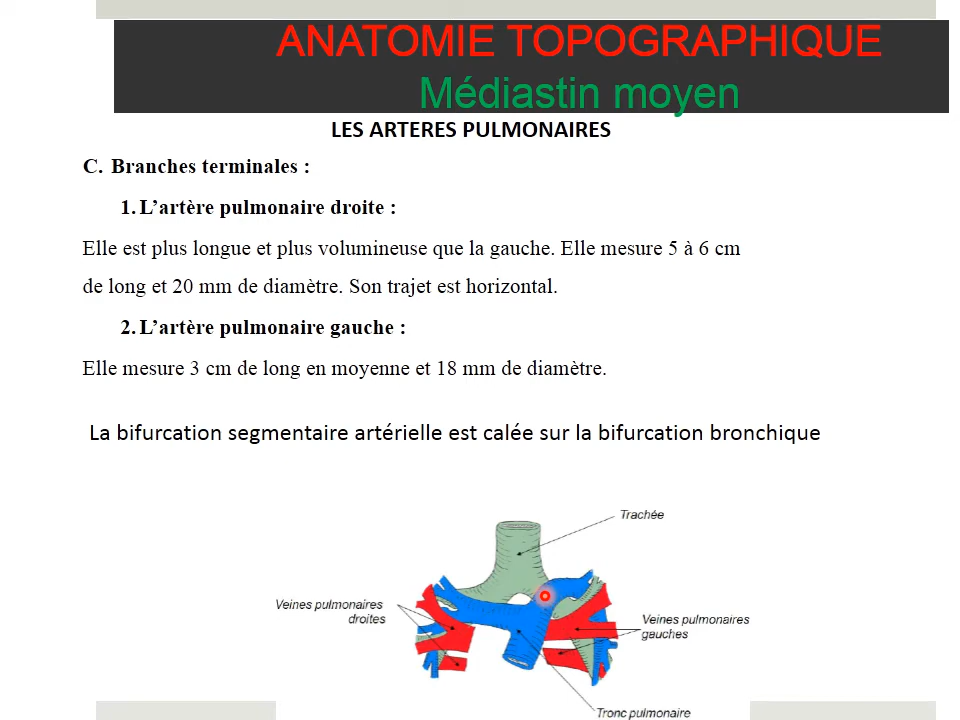 ANATOMIE TOPOGRAPHIQUE
Médiastin moyen
LES ARTERES PULMONAIRES
C. Branches terminales :
1. L’artère pulmonaire droite :
Elle est plus longue et plus volumineuse que la gauche. Elle mesure 5 à 6 cm
de long et 20 mm de diamètre. Son trajet est horizontal.
2. L’artère pulmonaire gauche :
Elle mesure 3 cm de long en moyenne et 18 mm de diamètre.
La bifurcation segmentaire artérielle est calée sur la bifurcation bronchique
Trachée
Veines pulmonaires
droites
Veines pulmonaires
gauches
Tronc pulmonaire